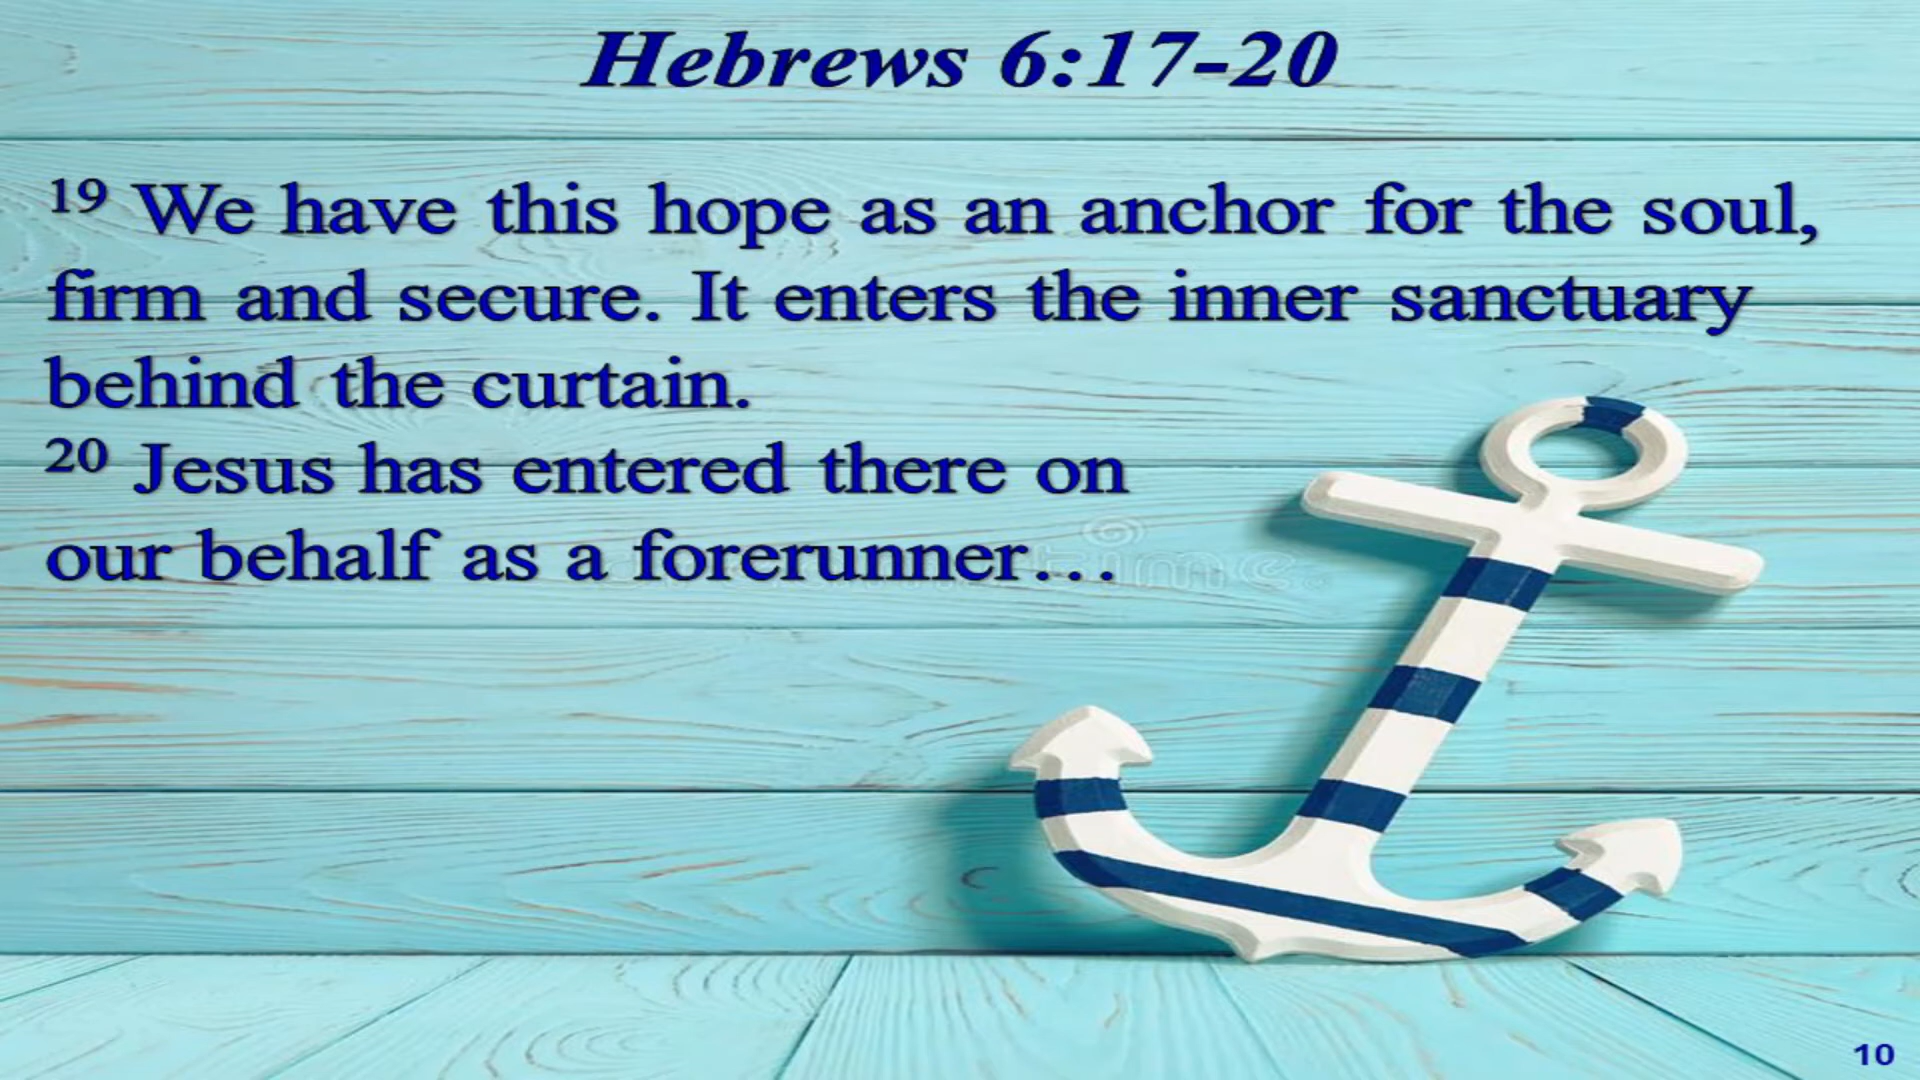 Hebrews 6:17-20
19 We have this hope as an anchor for the soul,
firm and secure. It enters the inner sanctuary
behind the curtain.
20 Jesus has entered there on
our behalf as a forerunner…
10